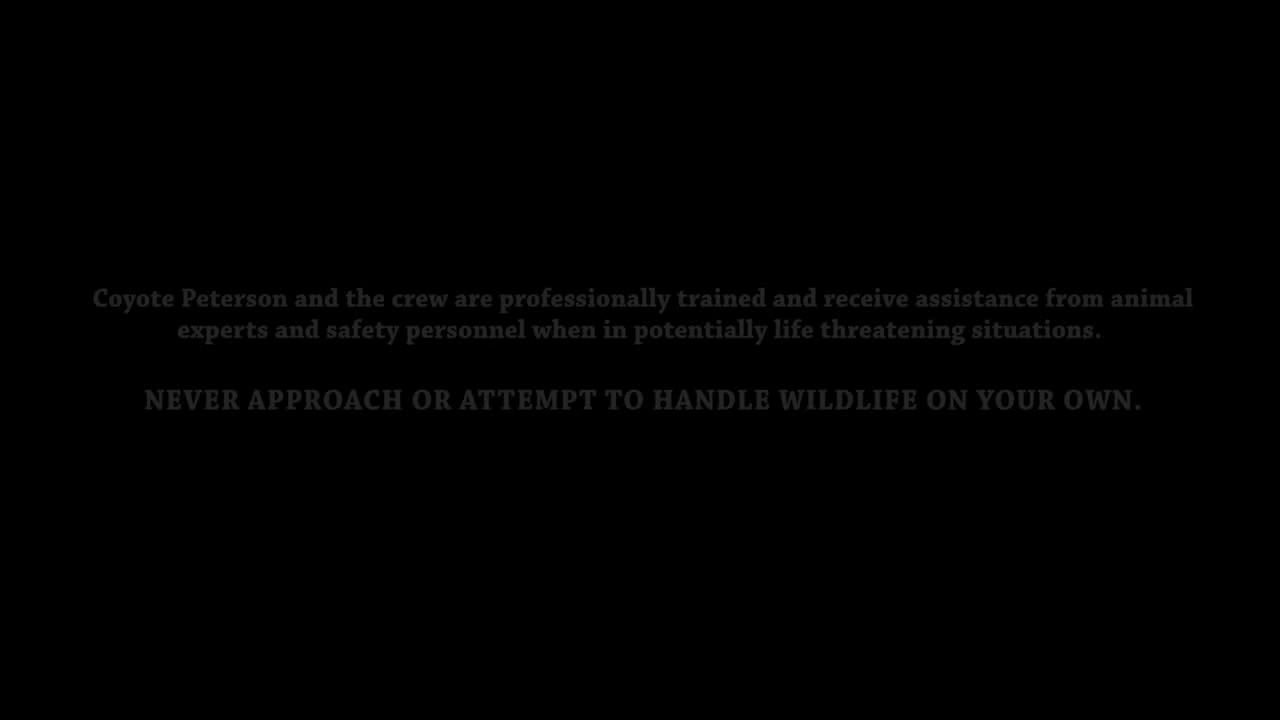 Coyote Peterson and the crew are professionally trained and receive assistance from animal
experts and safety personnel when in potentially life threatening situations.
NEVER APPROACH OR ATTEMPT TO HANDLE WILDLIFE ON YOUR OWN.